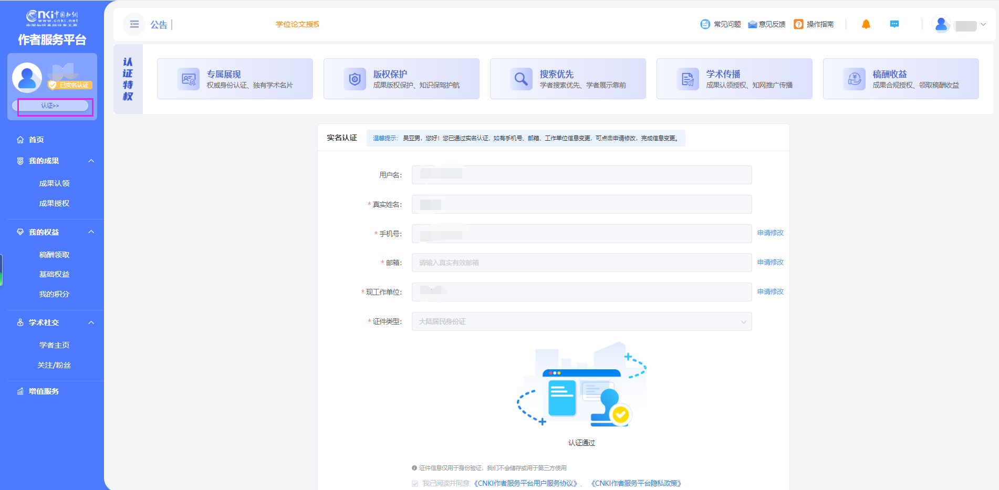 CNKI中国知网
www.cnki.net
作者服务平台
已实名认证
认证>>
首页
我的成果
成果认领
成果授权
我的权益
稿酬领取
基础权益
我的积分
学术社交
学者主页
关注/粉丝
增值服务
公告
学位论文授权
常见问题
意见反馈
操作指南
认证特权
专属展现
权威身份认证、独有学术名片
版权保护
成果版权保护、知识保驾护航
搜索优先
学者搜索优先、学者展示靠前
学术传播
成果认领授权、知网推广传播
稿酬收益
成果合规授权、领取稿酬收益
实名认证
温馨提示: 吴亚男，您好！您已通过实名认证，如有手机号、邮箱、工作单位信息变更，可点击申请修改，完成信息变更。
用户名:
* 真实姓名:
* 手机号:
申请修改
* 邮箱:
请输入真实有效邮箱
申请修改
* 现工作单位:
申请修改
* 证件类型:
大陆居民身份证
认证通过
证件信息仅用于身份验证，我们不会储存或用于第三方使用
我已阅读并同意 《CNKI作者服务平台用户服务协议》、 《CNKI作者服务平台隐私政策》